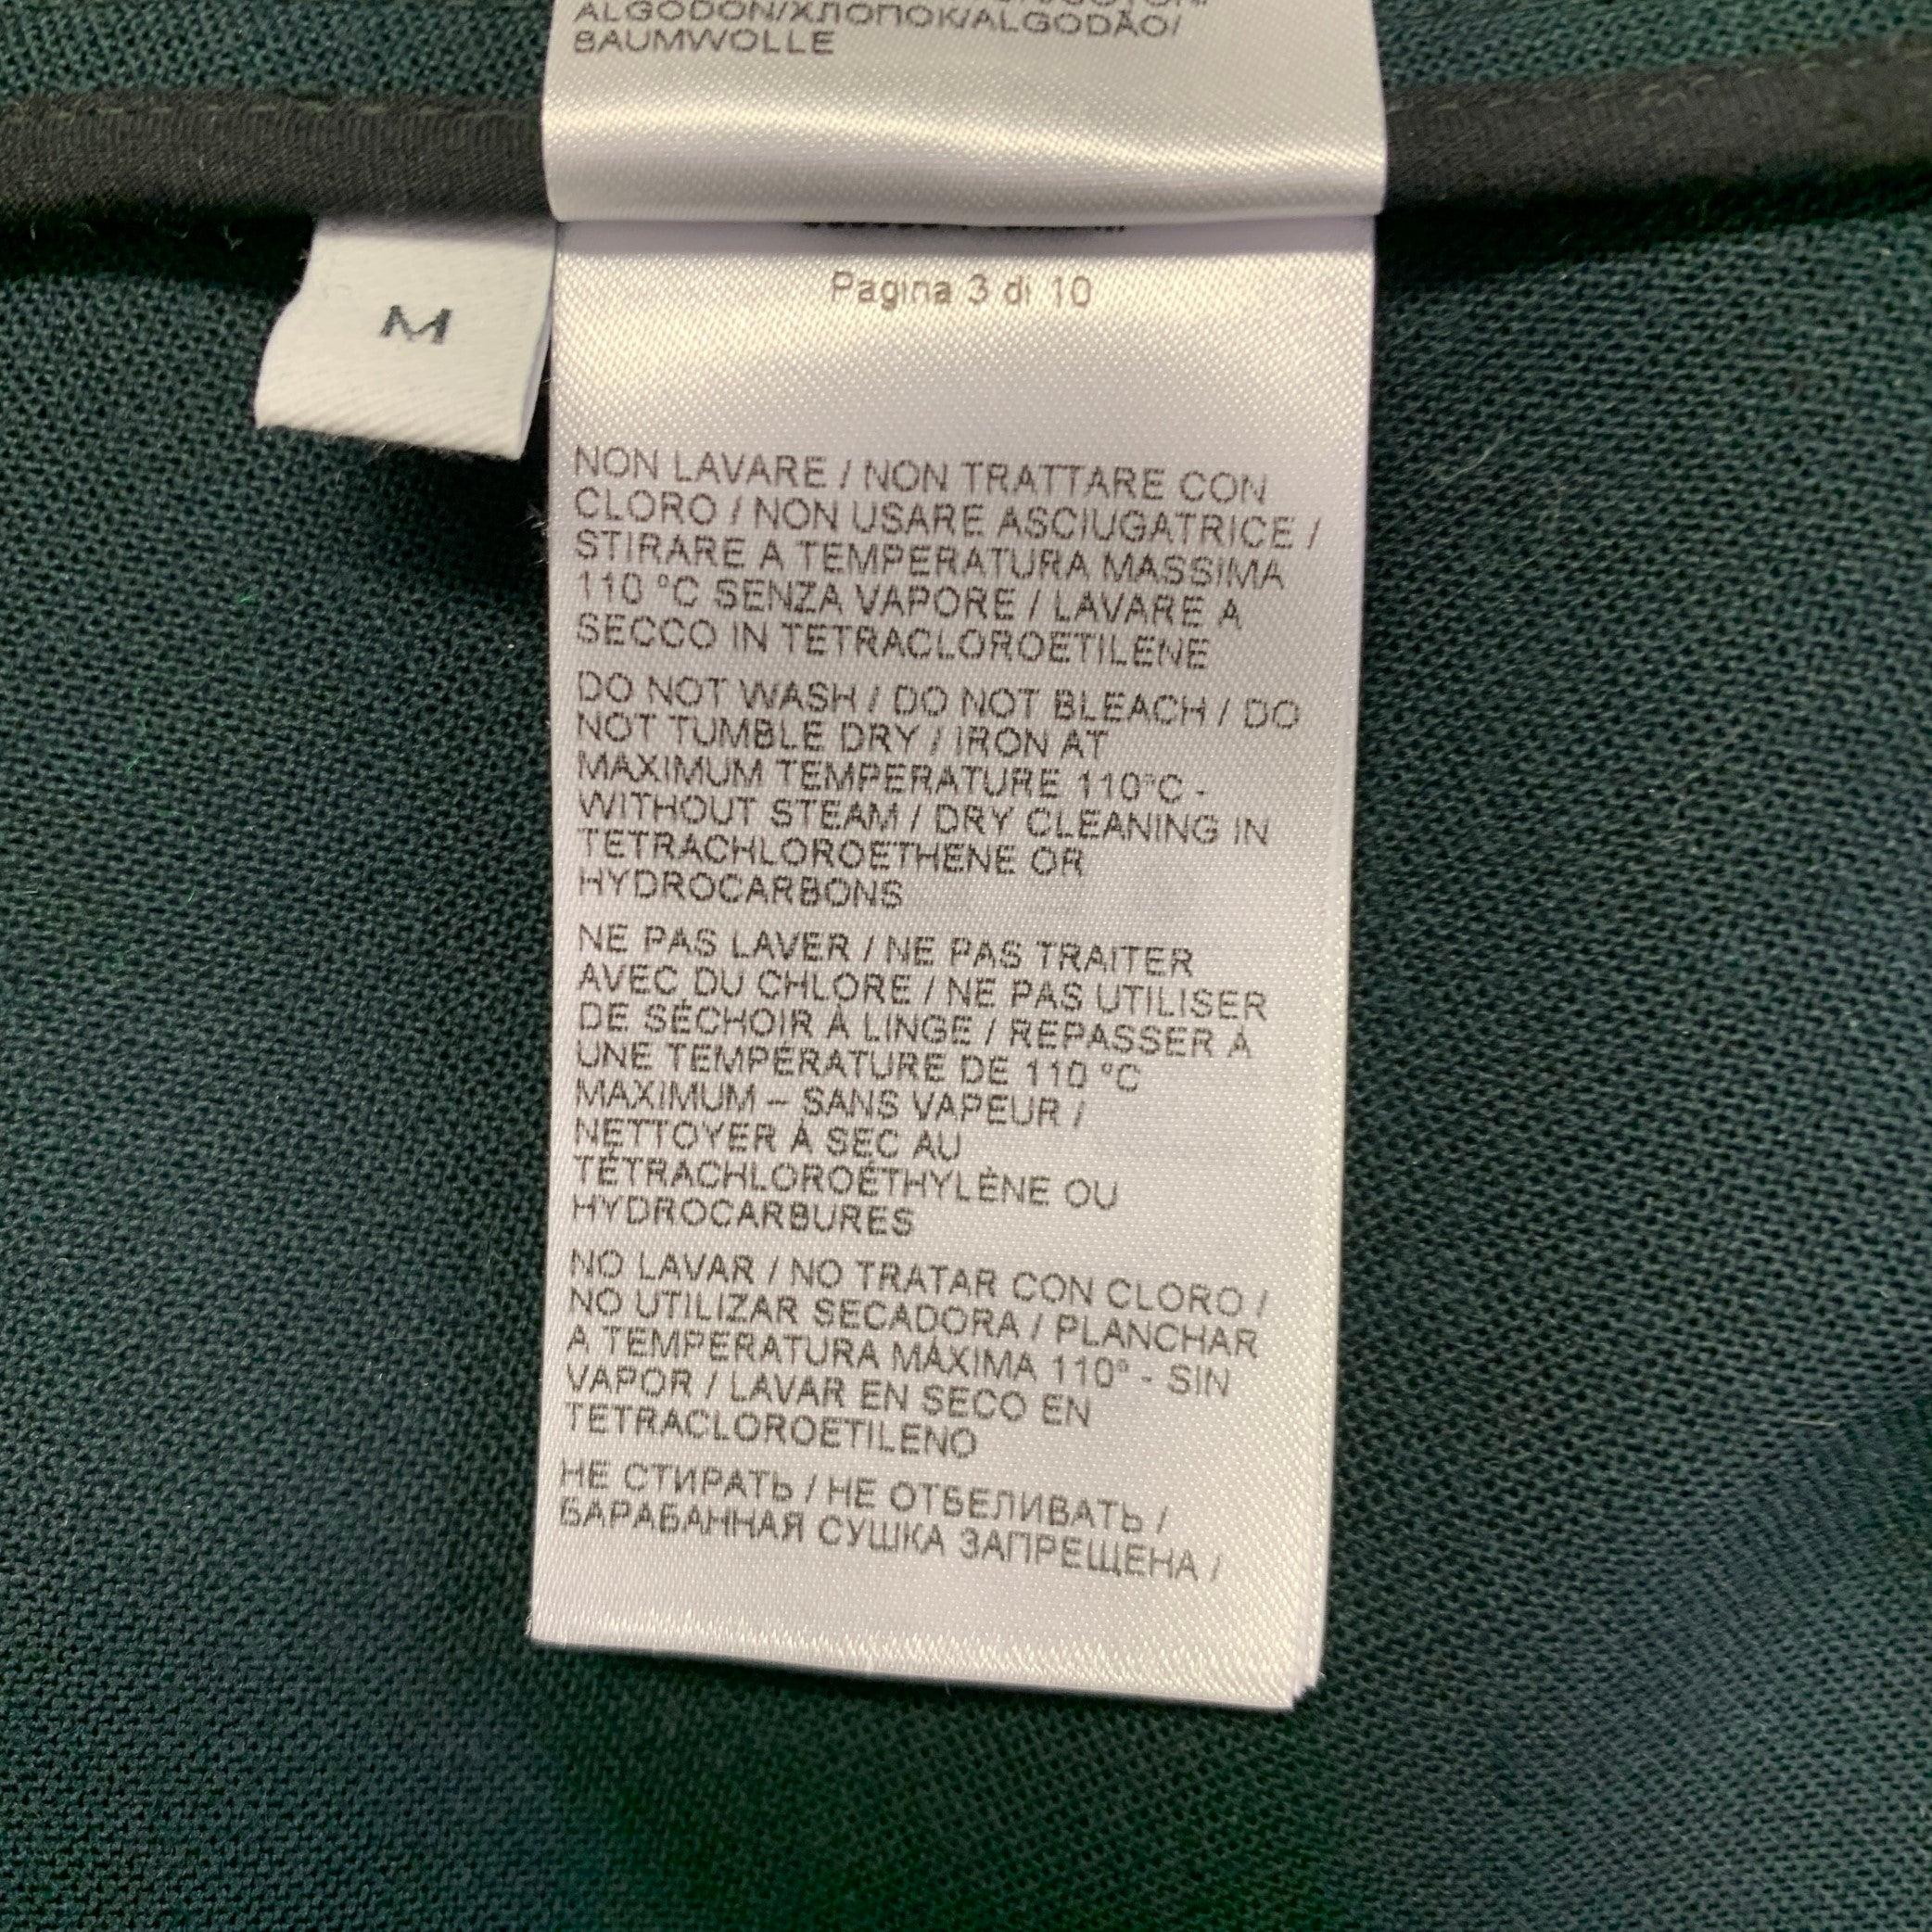 ALGODÓN/ХЛОПОК/ALGODÃO/
BAUMWOLLE
M
Pagina 3 di 10
NON LAVARE / NON TRATTARE CON
CLORO / NON USARE ASCIUGATRICE /
STIRARE A TEMPERATURA MASSIMA
110 °C SENZA VAPORE / LAVARE A
SECCO IN TETRACLOROETILENE
DO NOT WASH / DO NOT BLEACH / DO
NOT TUMBLE DRY / IRON AT
MAXIMUM TEMPERATURE 110°C -
WITHOUT STEAM / DRY CLEANING IN
TETRACHLOROETHENE OR
HYDROCARBONS
NE PAS LAVER / NE PAS TRAITER
AVEC DU CHLORE / NE PAS UTILISER
DE SÉCHOIR À LINGE / REPASSER À
UNE TEMPÉRATURE DE 110 °C
MAXIMUM – SANS VAPEUR /
NETTOYER À SEC AU
TÉTRACHLOROÉTHYLÈNE OU
HYDROCARBURES
NO LAVAR / NO TRATAR CON CLORO /
NO UTILIZAR SECADORA / PLANCHAR
A TEMPERATURA MÁXIMA 110° - SIN
VAPOR / LAVAR EN SECO EN
TETRACLOROETILENO
НЕ СТИРАТЬ / НЕ ОТБЕЛИВАТЬ /
БАРАБАННАЯ СУШКА ЗАПРЕЩЕНА /